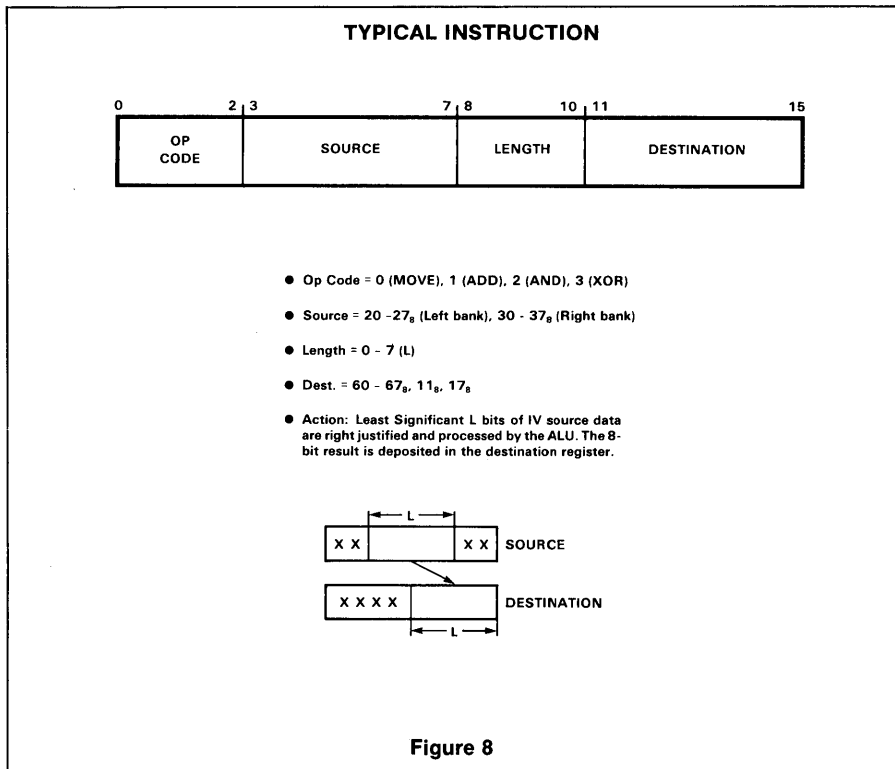 TYPICAL INSTRUCTION
0 2 3 7 8 10 11 15
OP
CODE
SOURCE
LENGTH
DESTINATION
● Op Code = 0 (MOVE), 1 (ADD), 2 (AND), 3 (XOR)
● Source = 20 -27₈ (Left bank), 30 - 37₈ (Right bank)
● Length = 0 - 7 (L)
● Dest. = 60 - 67₈, 11₈, 17₈
● Action: Least Significant L bits of IV source data
are right justified and processed by the ALU. The 8-
bit result is deposited in the destination register.
L
X X X X SOURCE
X X X X DESTINATION
L
Figure 8